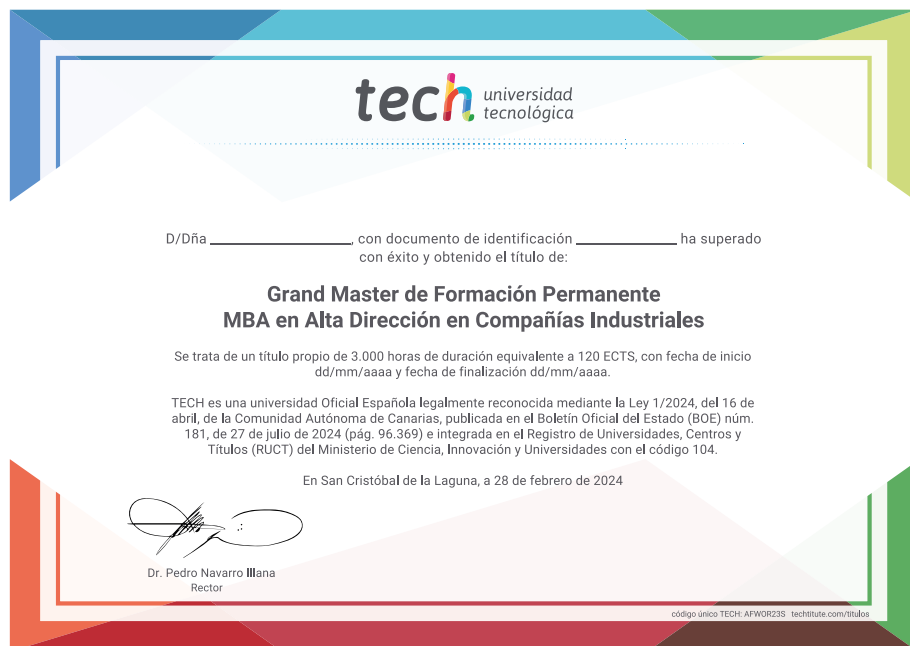 tech universidad
tecnológica
D/Dña ________________, con documento de identificación ____________ ha superado
con éxito y obtenido el título de:
Grand Master de Formación Permanente
MBA en Alta Dirección en Compañías Industriales
Se trata de un título propio de 3.000 horas de duración equivalente a 120 ECTS, con fecha de inicio
dd/mm/aaaa y fecha de finalización dd/mm/aaaa.
TECH es una universidad Oficial Española legalmente reconocida mediante la Ley 1/2024, del 16 de
abril, de la Comunidad Autónoma de Canarias, publicada en el Boletín Oficial del Estado (BOE) núm.
181, de 27 de julio de 2024 (pág. 96.369) e integrada en el Registro de Universidades, Centros y
Títulos (RUCT) del Ministerio de Ciencia, Innovación y Universidades con el código 104.
En San Cristóbal de la Laguna, a 28 de febrero de 2024
Dr. Pedro Navarro Illana
Rector
código único TECH: AFWOR23S techtitute.com/titulos